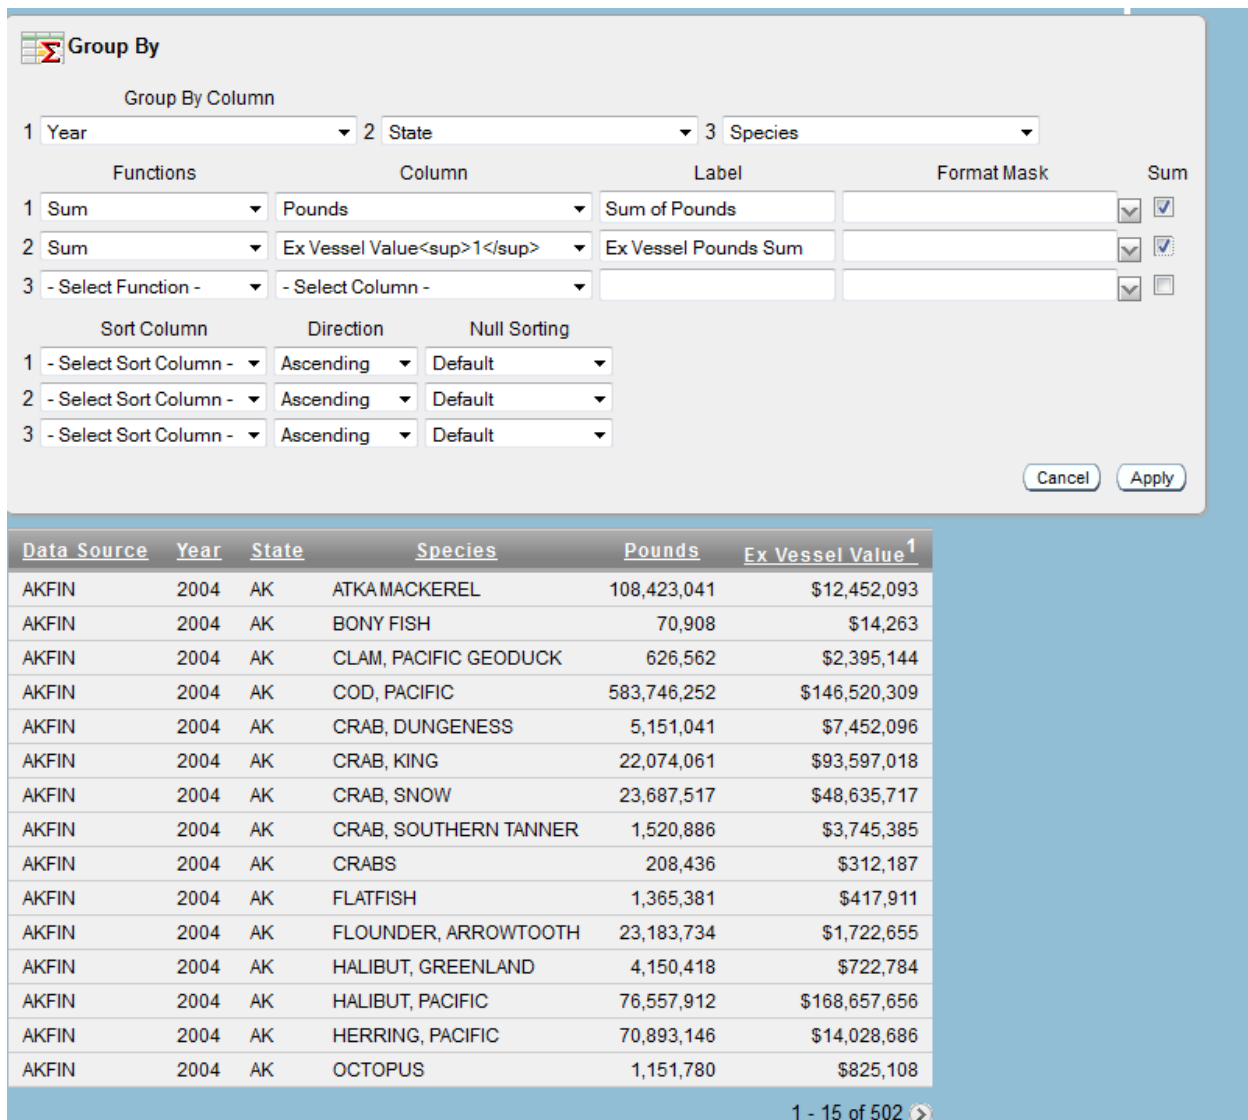 Group By
Group By Column
1 Year 2 State 3 Species
Functions Column Label Format Mask Sum
1 Sum Pounds Sum of Pounds
2 Sum Ex Vessel Value<sup>1</sup> Ex Vessel Pounds Sum
3 - Select Function - - Select Column -
Sort Column Direction Null Sorting
1 - Select Sort Column - Ascending Default
2 - Select Sort Column - Ascending Default
3 - Select Sort Column - Ascending Default
Cancel Apply
Data Source Year State Species Pounds Ex Vessel Value1
AKFIN 2004 AK ATKA MACKEREL 108,423,041 $12,452,093
AKFIN 2004 AK BONY FISH 70,908 $14,263
AKFIN 2004 AK CLAM, PACIFIC GEODUCK 626,562 $2,395,144
AKFIN 2004 AK COD, PACIFIC 583,746,252 $146,520,309
AKFIN 2004 AK CRAB, DUNGENESS 5,151,041 $7,452,096
AKFIN 2004 AK CRAB, KING 22,074,061 $93,597,018
AKFIN 2004 AK CRAB, SNOW 23,687,517 $48,635,717
AKFIN 2004 AK CRAB, SOUTHERN TANNER 1,520,886 $3,745,385
AKFIN 2004 AK CRABS 208,436 $312,187
AKFIN 2004 AK FLATFISH 1,365,381 $417,911
AKFIN 2004 AK FLOUNDER, ARROWTOOTH 23,183,734 $1,722,655
AKFIN 2004 AK HALIBUT, GREENLAND 4,150,418 $722,784
AKFIN 2004 AK HALIBUT, PACIFIC 76,557,912 $168,657,656
AKFIN 2004 AK HERRING, PACIFIC 70,893,146 $14,028,686
AKFIN 2004 AK OCTOPUS 1,151,780 $825,108
1 - 15 of 502